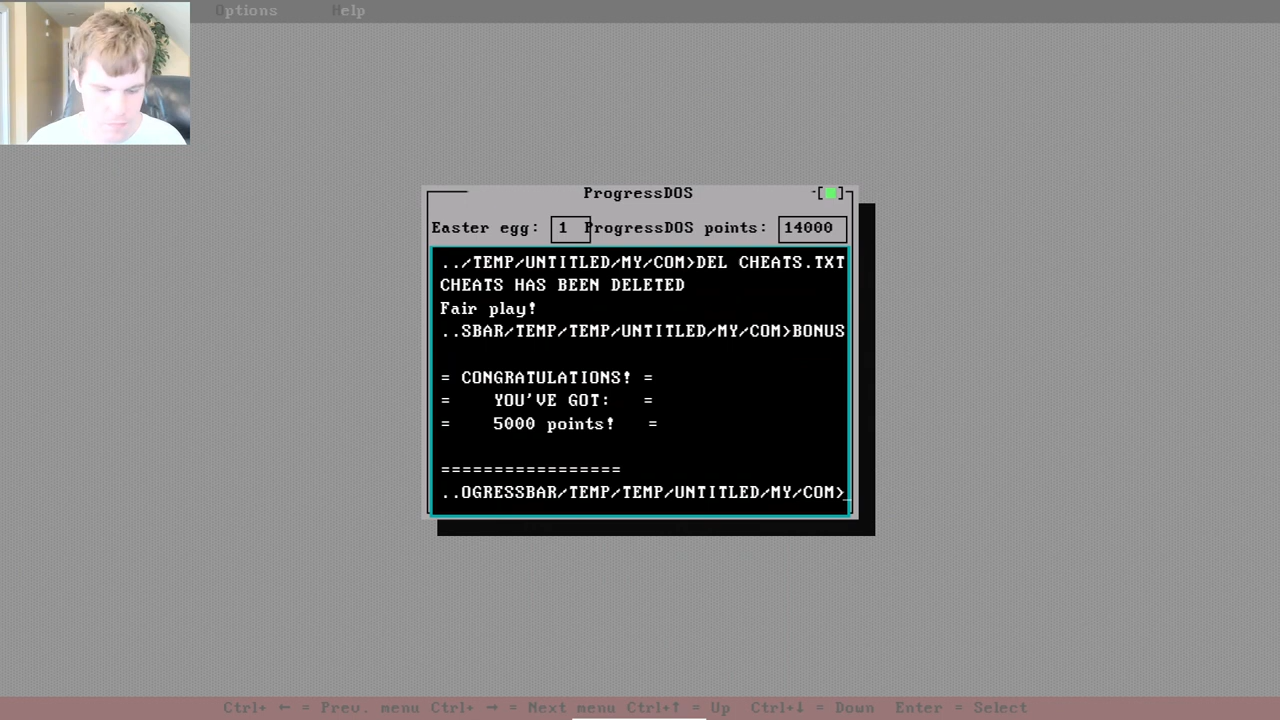 Options Help
ProgressDOS
Easter egg: 1 ProgressDOS points: 14000
../TEMP/UNTITLED/MY/COM>DEL CHEATS.TXT
CHEATS HAS BEEN DELETED
Fair play!
..SBAR/TEMP/TEMP/UNTITLED/MY/COM>BONUS
= CONGRATULATIONS! =
= YOU'VE GOT: =
= 5000 points! =
=================
..OGRESSBAR/TEMP/TEMP/UNTITLED/MY/COM>_
Ctrl+ ← = Prev. menu Ctrl+ → = Next menu Ctrl+↑ = Up Ctrl+↓ = Down Enter = Select